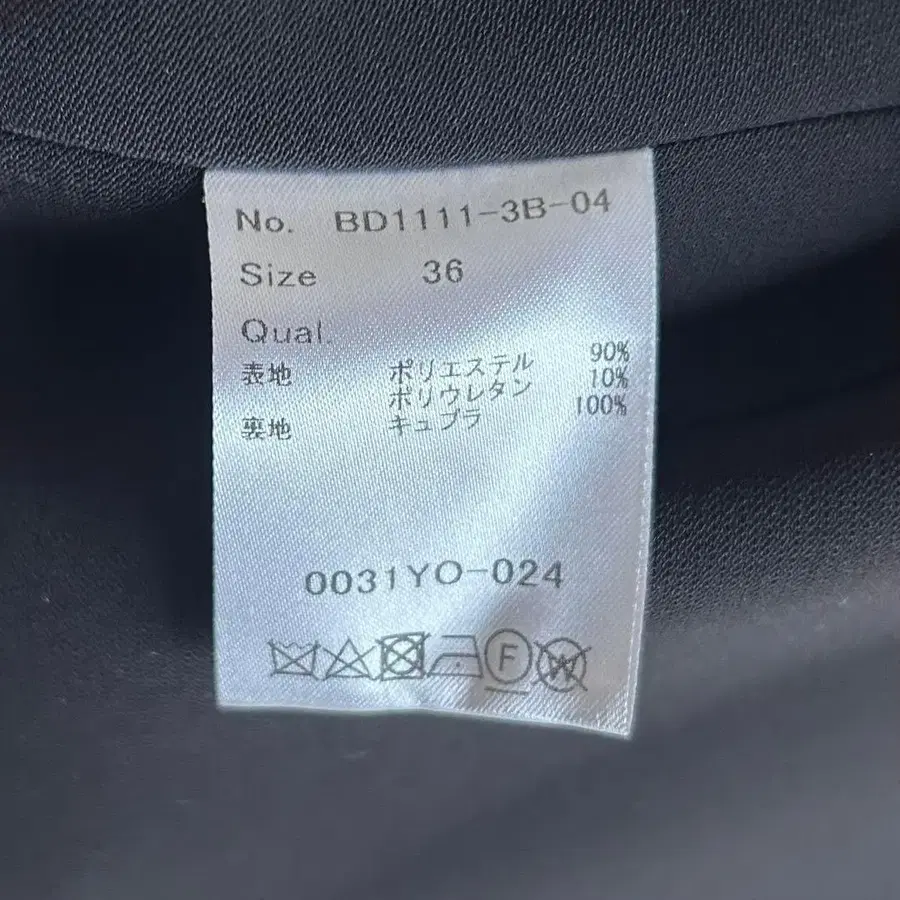 No. BD1111-3B-04
Size 36
Qual.
表地 ポリエステル 90%
ポリウレタン 10%
裏地 キュプラ 100%
0031YO-024
F W